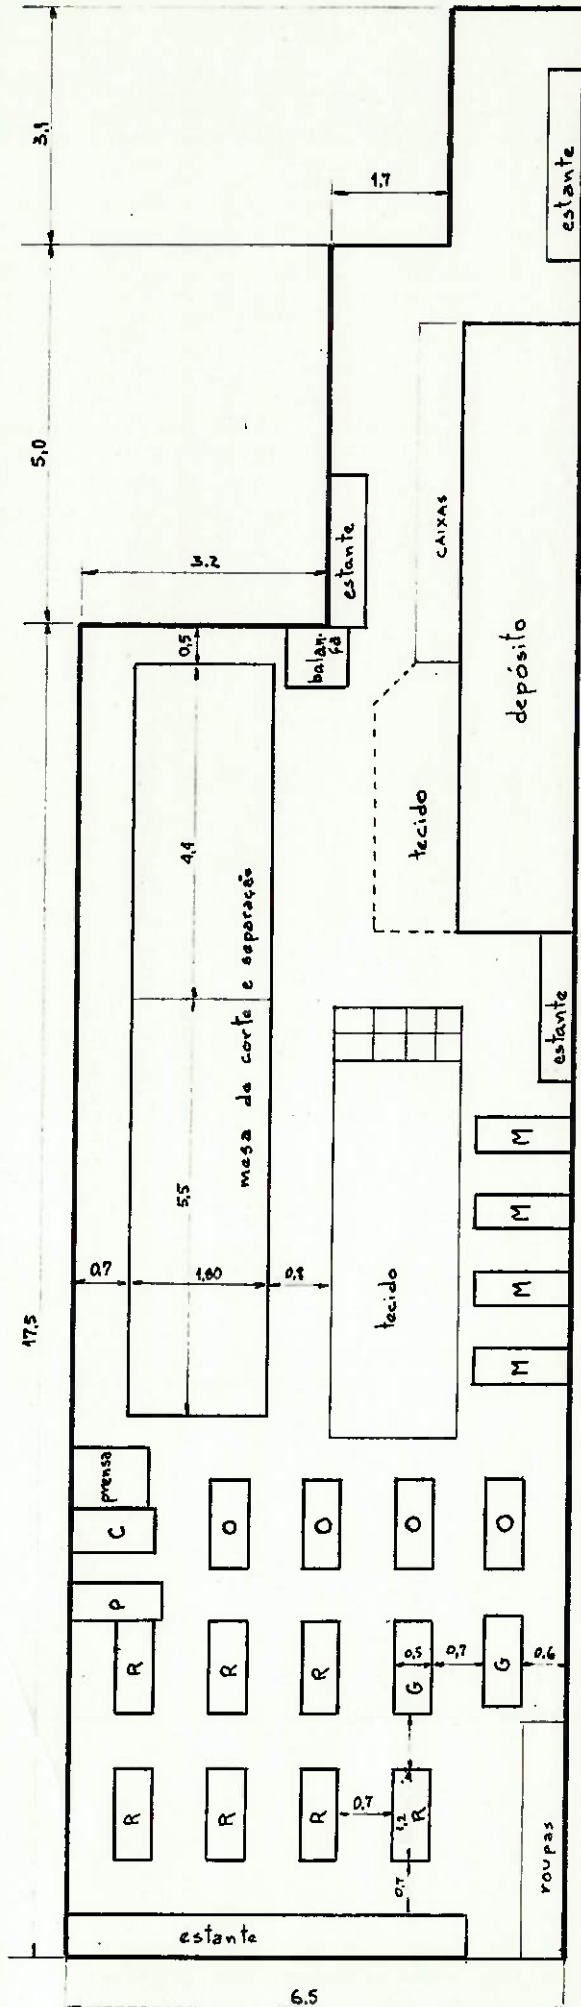 3,1
1,7
estante
5,0
3.2
estante
CAIXAS
0,5
balan-
ça
depósito
tecido
4,4
mesa de corte e separação
estante
5,5
M
M
17,5
0,7
1,80
0,8
tecido
M
M
prensa
C
O
O
O
O
P
R
R
R
0,5
G
0,7
G
0.6
R
R
R
0,7
1,2
R
0,7
roupas
estante
6.5